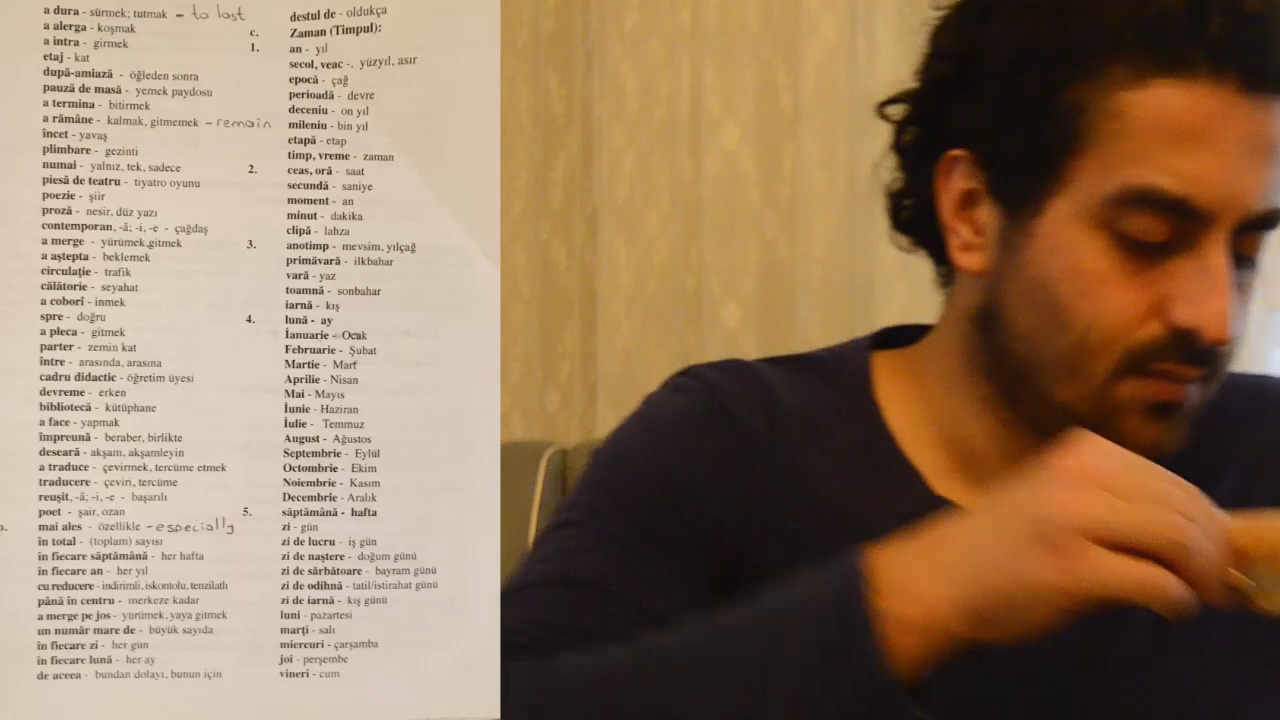 a dura - sürmek; tutmak - to last
a alerga - koşmak
a intra - girmek
etaj - kat
după-amiază - öğleden sonra
pauză de masă - yemek paydosu
a termina - bitirmek
a rămâne - kalmak, gitmemek - remain
încet - yavaş
plimbare - gezinti
numai - yalnız, tek, sadece
piesă de teatru - tiyatro oyunu
poezie - şiir
proză - nesir, düz yazı
contemporan, -ă; -i, -e - çağdaş
a merge - yürümek,gitmek
a aştepta - beklemek
circulaţie - trafik
călătorie - seyahat
a coborî - inmek
spre - doğru
a pleca - gitmek
parter - zemin kat
între - arasında, arasına
cadru didactic - öğretim üyesi
devreme - erken
bibliotecă - kütüphane
a face - yapmak
împreună - beraber, birlikte
deseară - akşam, akşamleyin
a traduce - çevirmek, tercüme etmek
traducere - çeviri, tercüme
reuşit, -ă; -i, -e - başarılı
poet - şair, ozan
mai ales - özellikle - especially
în total - (toplam) sayısı
în fiecare săptămână - her hafta
în fiecare an - her yıl
cu reducere - indirimli, iskontolu, tenzilatlı
până în centru - merkeze kadar
a merge pe jos - yürümek, yaya gitmek
un număr mare de - büyük sayıda
în fiecare zi - her gün
în fiecare lună - her ay
de aceea - bundan dolayı, bunun için
destul de - oldukça
c. Zaman (Timpul):
1. an - yıl
secol, veac -. yüzyıl, asır
epocă - çağ
perioadă - devre
deceniu - on yıl
mileniu - bin yıl
etapă - etap
timp, vreme - zaman
2. ceas, oră - saat
secundă - saniye
moment - an
minut - dakika
clipă - lahza
3. anotimp - mevsim, yılçağ
primăvară - ilkbahar
vară - yaz
toamnă - sonbahar
iarnă - kış
4. lună - ay
İanuarie - Ocak
Februarie - Şubat
Martie - Mart
Aprilie - Nisan
Mai - Mayıs
İunie - Haziran
İulie - Temmuz
August - Ağustos
Septembrie - Eylül
Octombrie - Ekim
Noiembrie - Kasım
Decembrie - Aralık
5. săptămână - hafta
zi - gün
zi de lucru - iş gün
zi de naştere - doğum günü
zi de sărbătoare - bayram günü
zi de odihnă - tatil/istirahat günü
zi de iarnă - kış günü
luni - pazartesi
marţi - salı
miercuri - çarşamba
joi - perşembe
vineri - cum